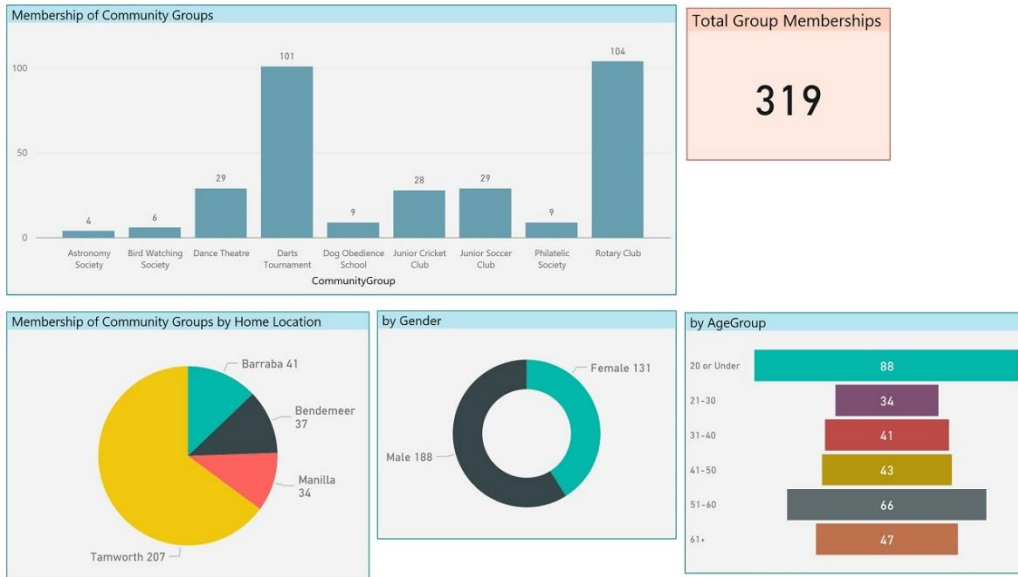 Membership of Community Groups
100
50
0
4
6
29
101
9
28
29
9
104
Astronomy
Society
Bird Watching
Society
Dance Theatre
Darts
Tournament
Dog Obedience
School
Junior Cricket
Club
Junior Soccer
Club
Philatelic
Society
Rotary Club
CommunityGroup
Total Group Memberships
319
Membership of Community Groups by Home Location
Barraba 41
Bendemeer
37
Manilla
34
Tamworth 207
by Gender
Female 131
Male 188
by AgeGroup
20 or Under
88
21-30
34
31-40
41
41-50
43
51-60
66
61+
47